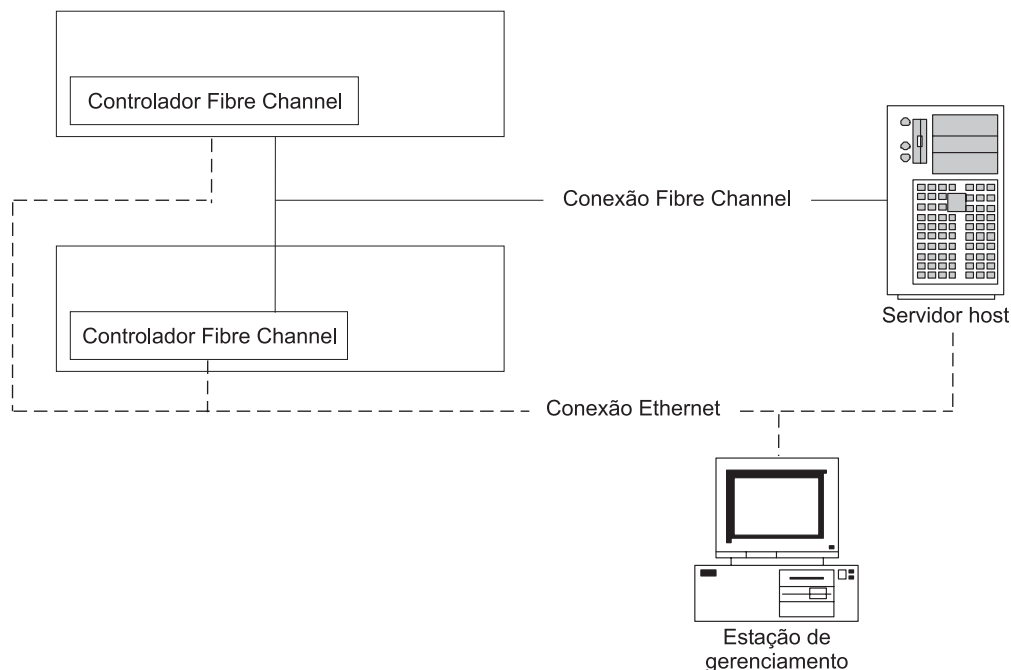 Controlador Fibre Channel
Conexão Fibre Channel
Servidor host
Controlador Fibre Channel
Conexão Ethernet
Estação de
gerenciamento